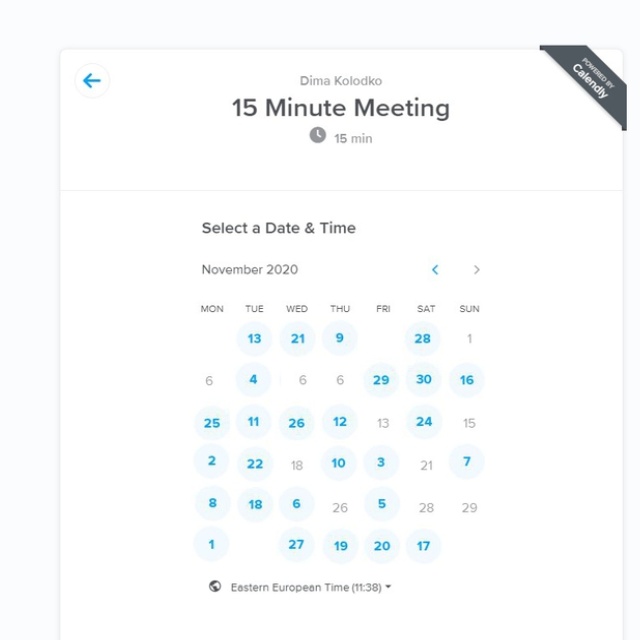 POWERED BY
Calendly
Dima Kolodko
15 Minute Meeting
15 min
Select a Date & Time
November 2020
MON TUE WED THU FRI SAT SUN
13 21 9 28 1
6 4 6 6 29 30 16
25 11 26 12 13 24 15
2 22 18 10 3 21 7
8 18 6 26 5 28 29
1 27 19 20 17
Eastern European Time (11:38)